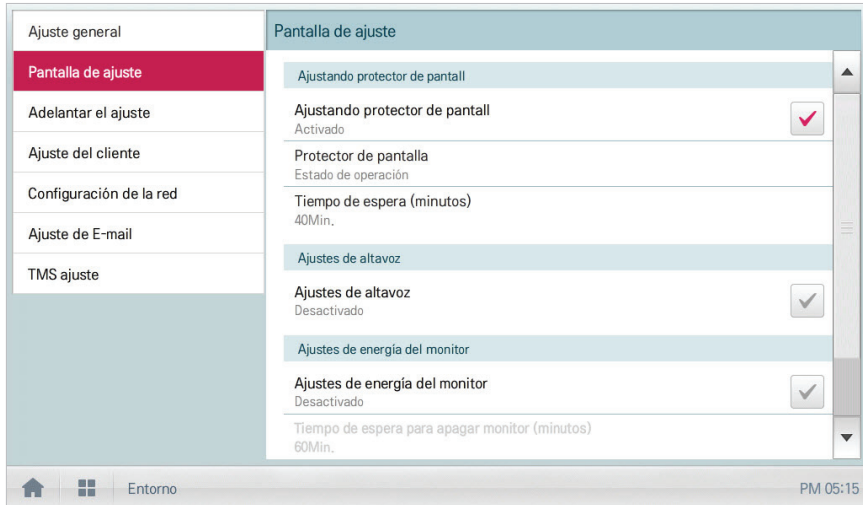 Ajuste general
Pantalla de ajuste
Adelantar el ajuste
Ajuste del cliente
Configuración de la red
Ajuste de E-mail
TMS ajuste
Pantalla de ajuste
Ajustando protector de pantall
Ajustando protector de pantall
Activado
Protector de pantalla
Estado de operación
Tiempo de espera (minutos)
40Min.
Ajustes de altavoz
Ajustes de altavoz
Desactivado
Ajustes de energía del monitor
Ajustes de energía del monitor
Desactivado
Tiempo de espera para apagar monitor (minutos)
60Min.
Entorno
PM 05:15